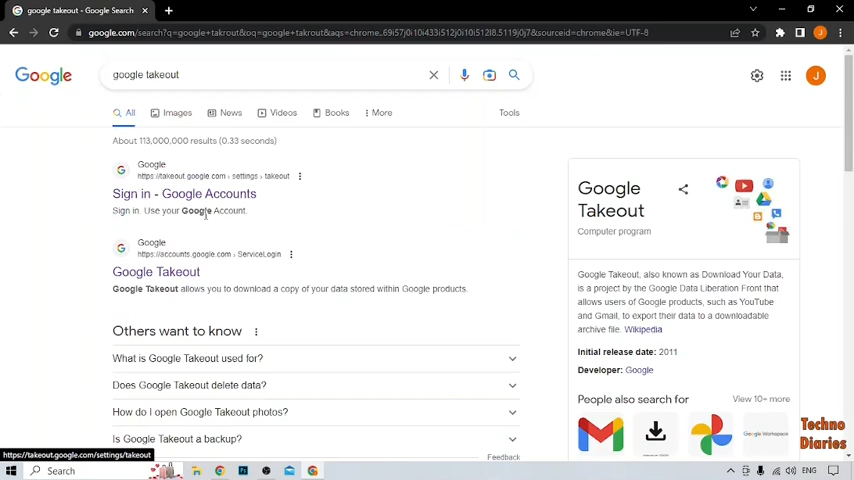 google takeout - Google Search
google.com/search?q=google+takrout&oq=google+takrout&aqs=chrome..69i57j0i10i433i512j0i10i512l8.5119j0j7&sourceid=chrome&ie=UTF-8
J
Google
google takeout
J
All
Images
News
Videos
Books
More
Tools
About 113,000,000 results (0.33 seconds)
Google
https://takeout.google.com › settings › takeout
Sign in - Google Accounts
Sign in. Use your Google Account.
Google
https://accounts.google.com › ServiceLogin
Google Takeout
Google Takeout allows you to download a copy of your data stored within Google products.
Others want to know
What is Google Takeout used for?
Does Google Takeout delete data?
How do I open Google Takeout photos?
Is Google Takeout a backup?
Feedback
Google
Takeout
Computer program
Google Takeout, also known as Download Your Data,
is a project by the Google Data Liberation Front that
allows users of Google products, such as YouTube
and Gmail, to export their data to a downloadable
archive file. Wikipedia
Initial release date: 2011
Developer: Google
People also search for
View 10+ more
Google Workspace
Techno
Diaries
https://takeout.google.com/settings/takeout
Search
ENG